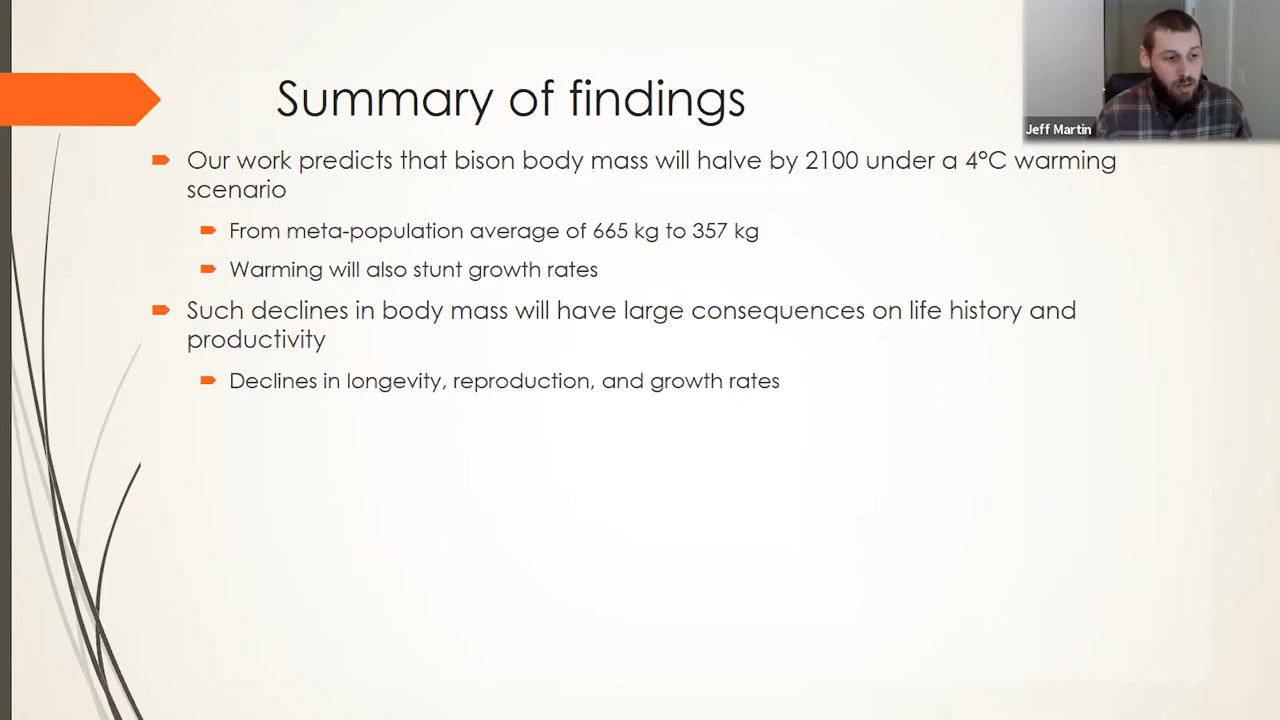 Summary of findings
Jeff Martin
Our work predicts that bison body mass will halve by 2100 under a 4°C warming
scenario
From meta-population average of 665 kg to 357 kg
Warming will also stunt growth rates
Such declines in body mass will have large consequences on life history and
productivity
Declines in longevity, reproduction, and growth rates